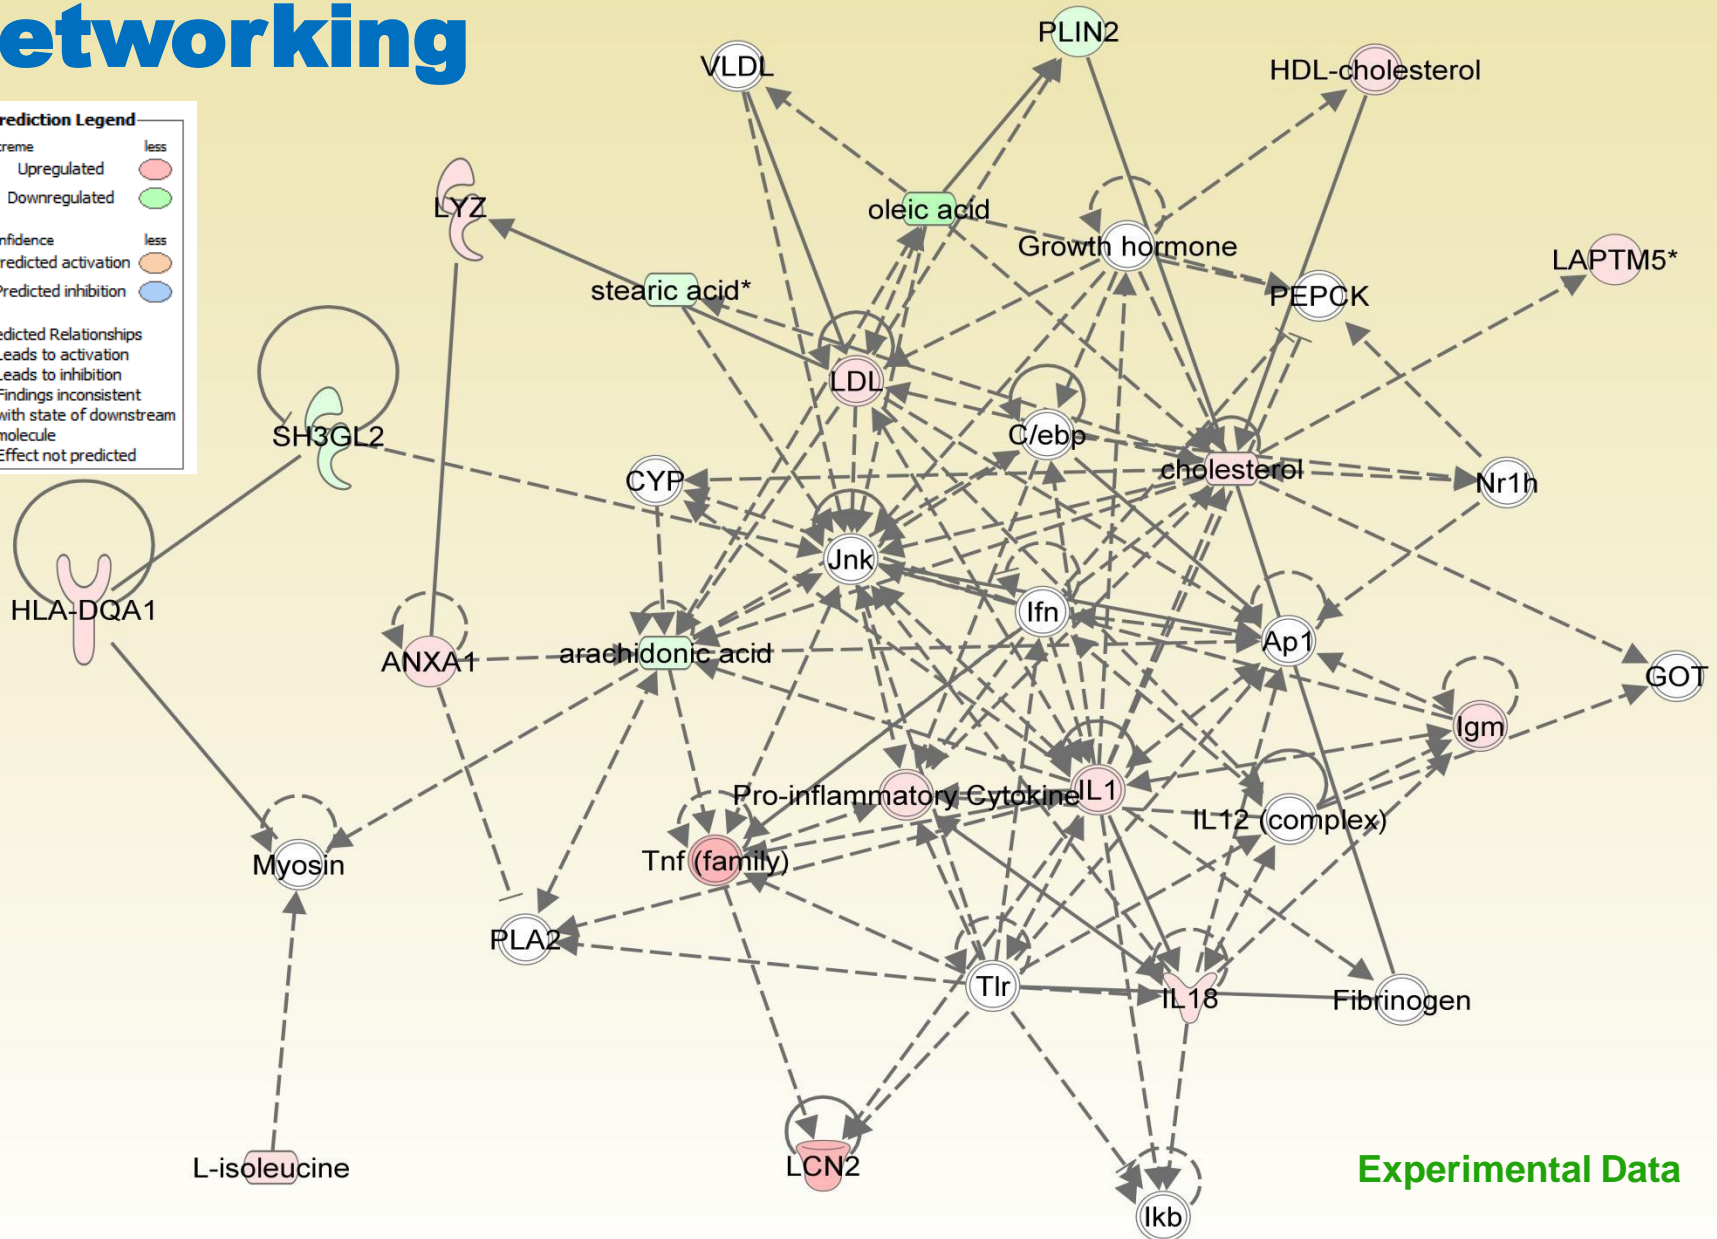 etworking
PLIN2
VLDL
HDL-cholesterol
rediction Legend
treme less
Upregulated
Downregulated
nfidence less
redicted activation
Predicted inhibition
edicted Relationships
Leads to activation
Leads to inhibition
Findings inconsistent
with state of downstream
molecule
Effect not predicted
LYZ
oleic acid
Growth hormone
LAPTM5*
stearic acid*
PEPCK
LDL
SH3GL2
C/ebp
cholesterol
CYP
Nr1h
Jnk
HLA-DQA1
Ifn
Ap1
ANXA1
arachidonic acid
GOT
Igm
Pro-inflammatory Cytokine
IL1
IL12 (complex)
Myosin
Tnf (family)
PLA2
Tlr
IL18
Fibrinogen
L-isoleucine
LCN2
Experimental Data
Ikb